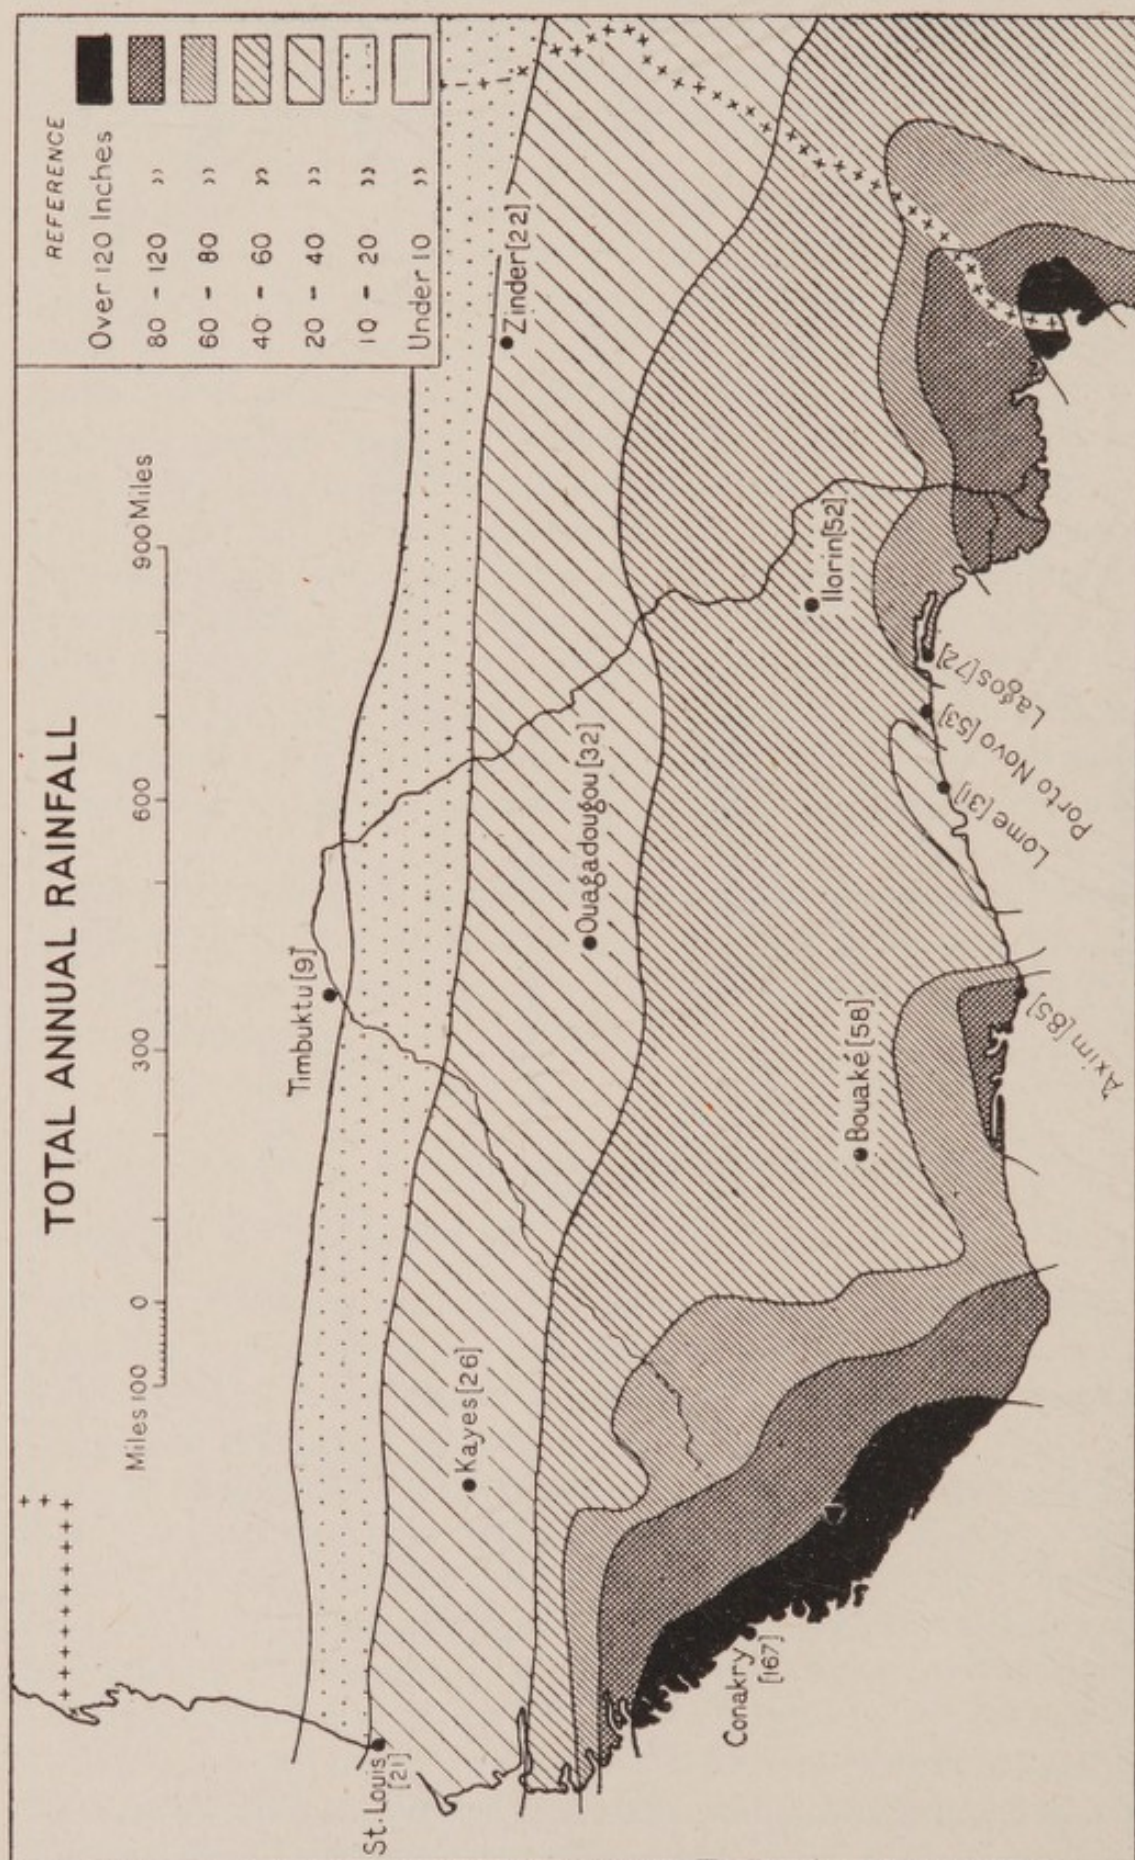 TOTAL ANNUAL RAINFALL
Miles 100 0 300 600 900 Miles
REFERENCE
Over 120 Inches
80 - 120 ,,
60 - 80 ,,
40 - 60 ,,
20 - 40 ,,
10 - 20 ,,
Under 10 ,,
Timbuktu [9]
St. Louis
[21]
Kayes [26]
Zinder [22]
Ouagadougou [32]
Ilorin [52]
Bouaké [58]
Conakry
[167]
Axim [85]
Lome [31]
Porto Novo [53]
Lagos [72]